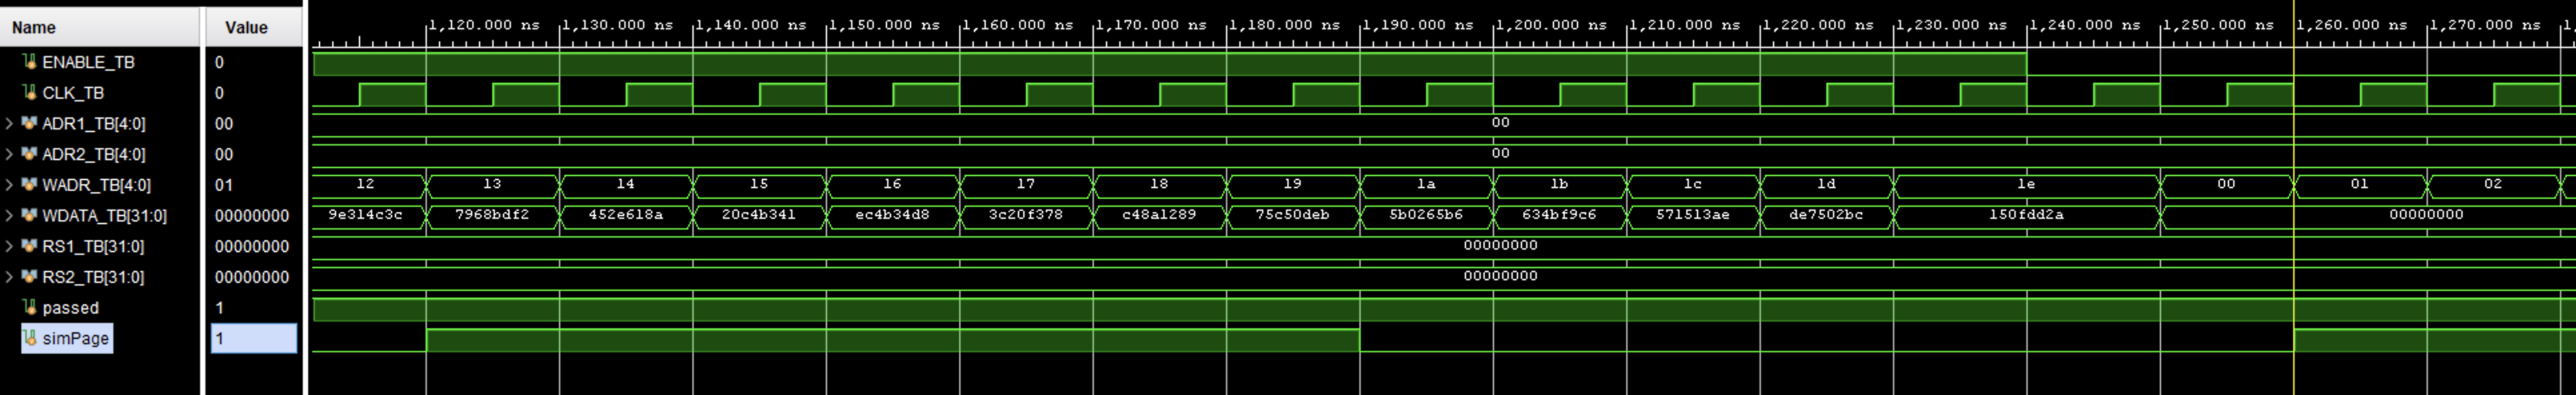 Name Value 1,120.000 ns 1,130.000 ns 1,140.000 ns 1,150.000 ns 1,160.000 ns 1,170.000 ns 1,180.000 ns 1,190.000 ns 1,200.000 ns 1,210.000 ns 1,220.000 ns 1,230.000 ns 1,240.000 ns 1,250.000 ns 1,260.000 ns 1,270.000 ns
ENABLE_TB 0
CLK_TB 0
ADR1_TB[4:0] 00 00
ADR2_TB[4:0] 00 00
WADR_TB[4:0] 01 12 13 14 15 16 17 18 19 1a 1b 1c 1d 1e 00 01 02
WDATA_TB[31:0] 00000000 9e314c3c 7968bdf2 452e618a 20c4b341 ec4b34d8 3c20f378 c48a1289 75c50deb 5b0265b6 634bf9c6 571513ae de7502bc 150fdd2a 00000000
RS1_TB[31:0] 00000000 00000000
RS2_TB[31:0] 00000000 00000000
passed 1
simPage 1